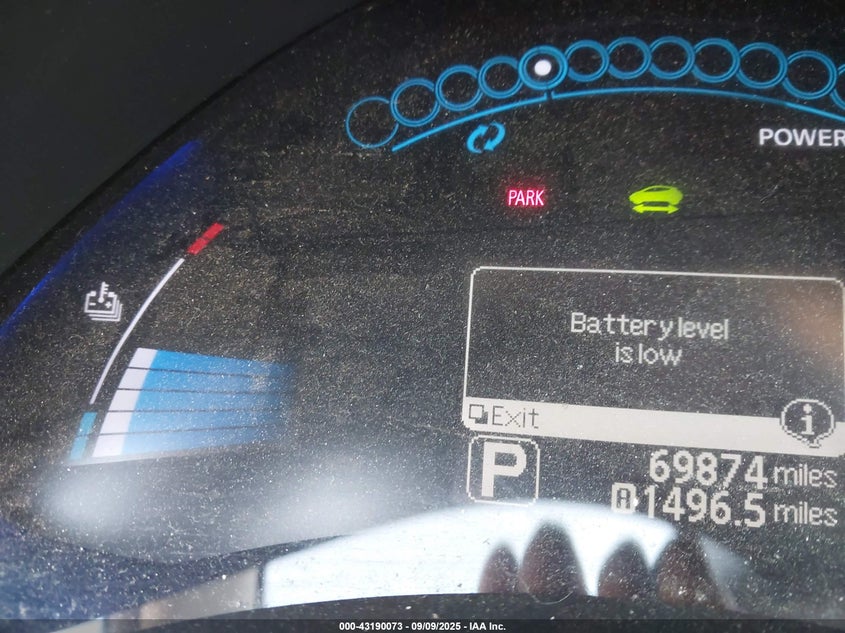 POWER
PARK
Battery level
is low
Exit
i
P
69874 miles
1496.5 miles
000-43190073 - 09/09/2025 - IAA Inc.